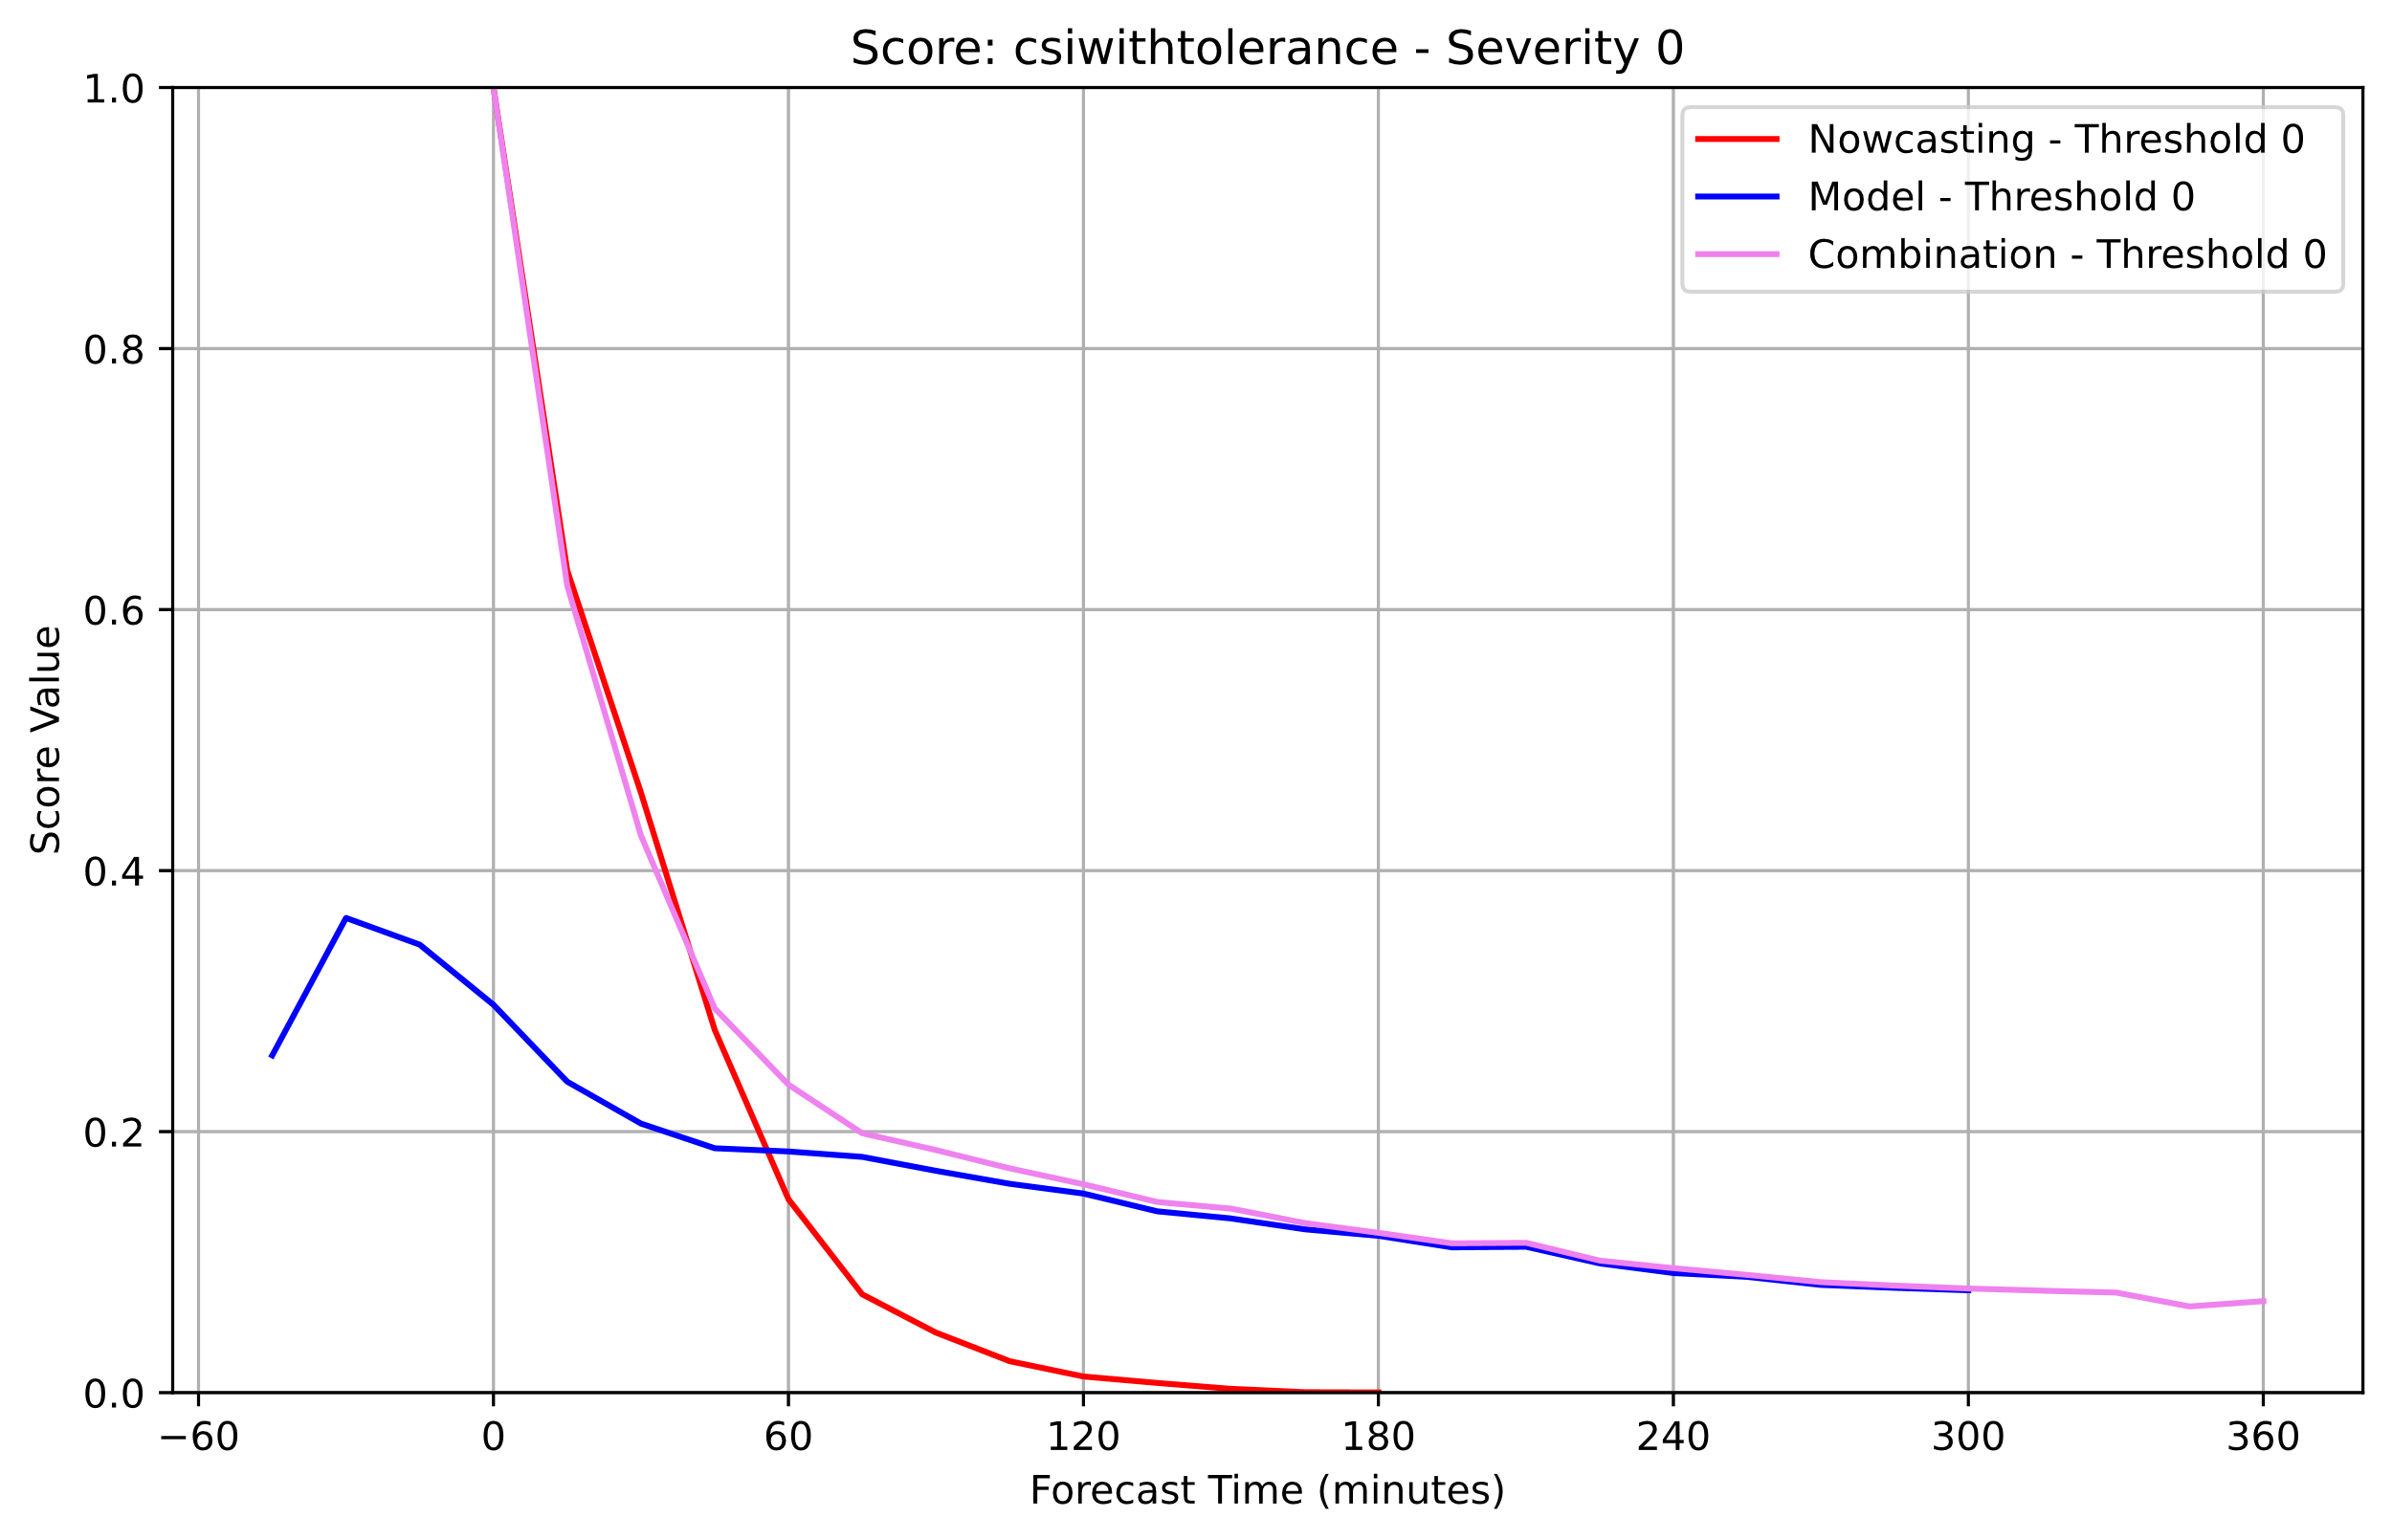 Score: csiwithtolerance - Severity 0
1.0
0.8
0.6
0.4
0.2
0.0
Score Value
Nowcasting - Threshold 0
Model - Threshold 0
Combination - Threshold 0
−60 0 60 120 180 240 300 360
Forecast Time (minutes)